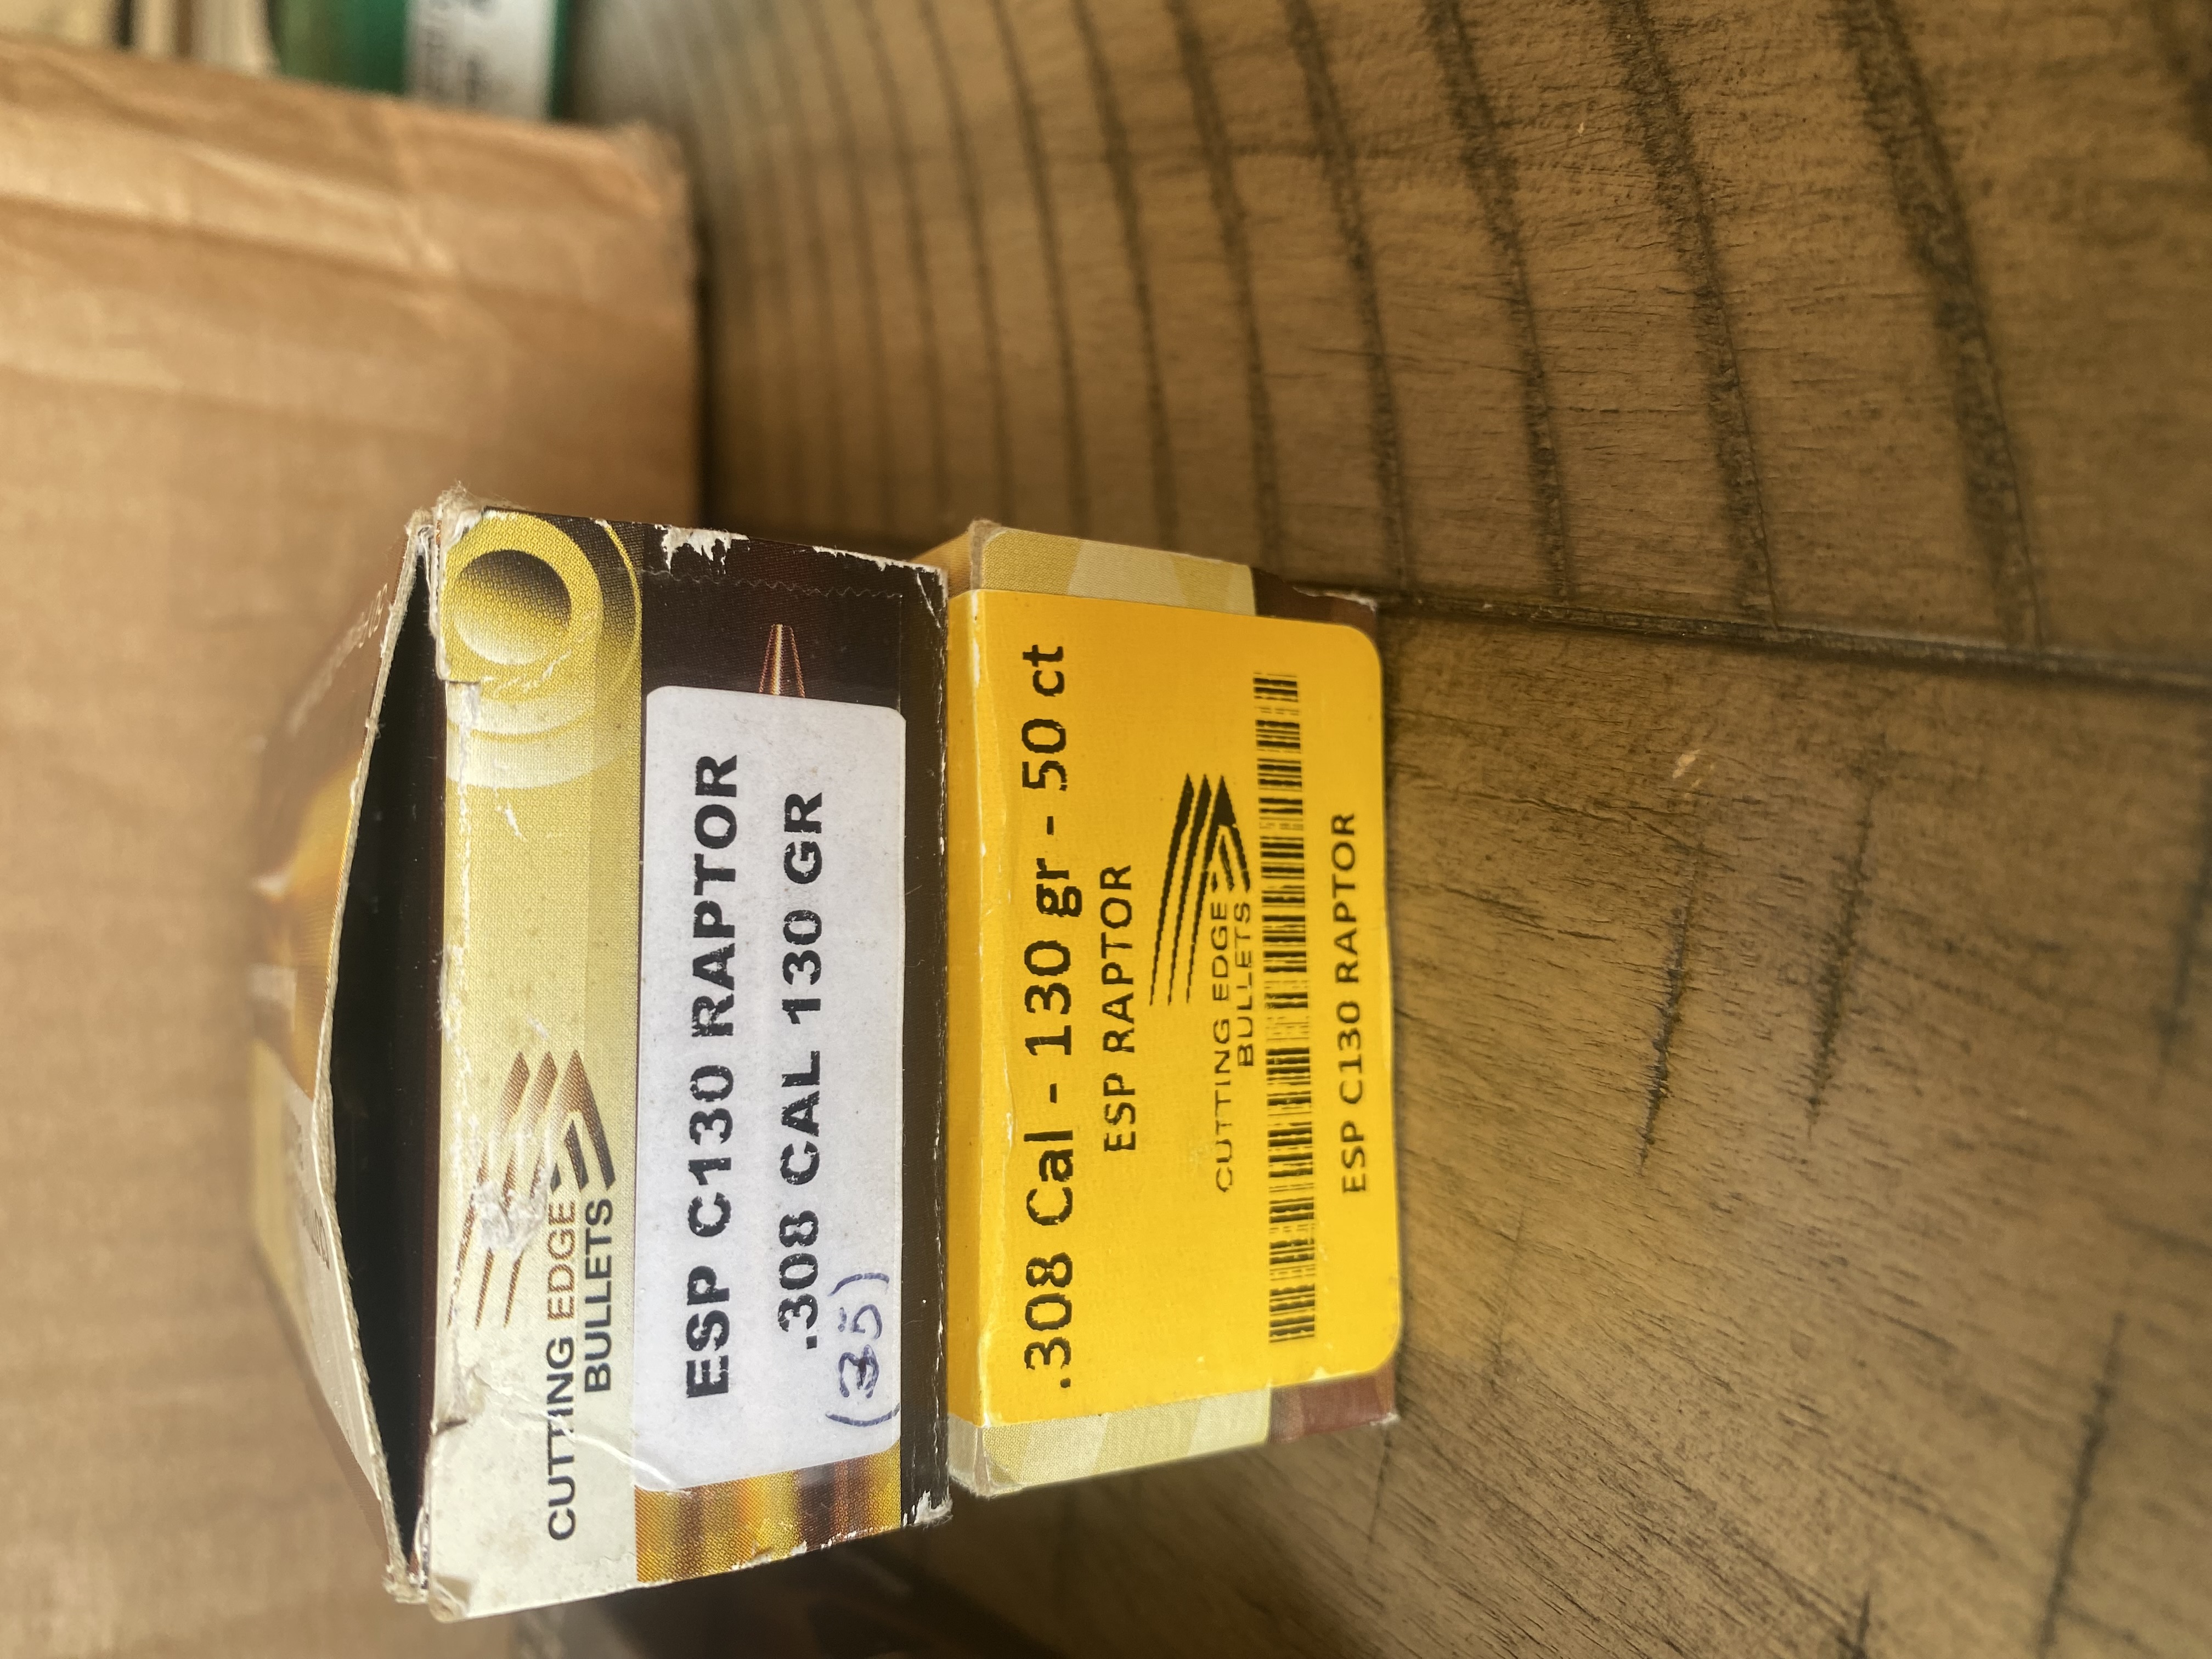 CUTTING EDGE
BULLETS
ESP C130 RAPTOR
.308 CAL 130 GR
(35)
.308 Cal - 130 gr - 50 ct
ESP RAPTOR
CUTTING EDGE
BULLETS
ESP C130 RAPTOR